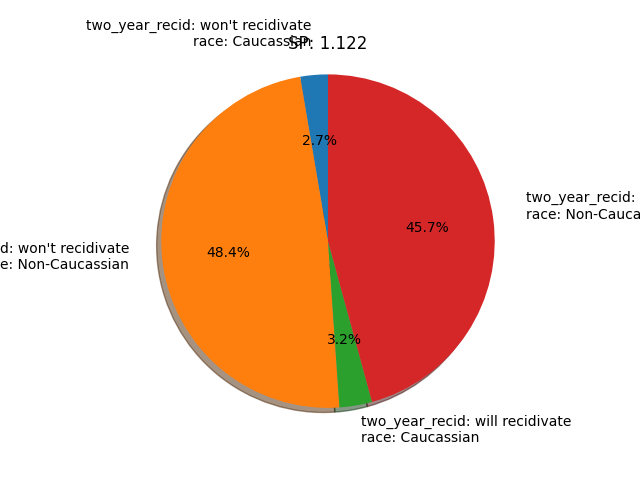 two_year_recid: won't recidivate
race: Caucassian
SP: 1.122
2.7%
two_year_recid:
race: Non-Cauca
45.7%
d: won't recidivate
e: Non-Caucassian
48.4%
3.2%
two_year_recid: will recidivate
race: Caucassian